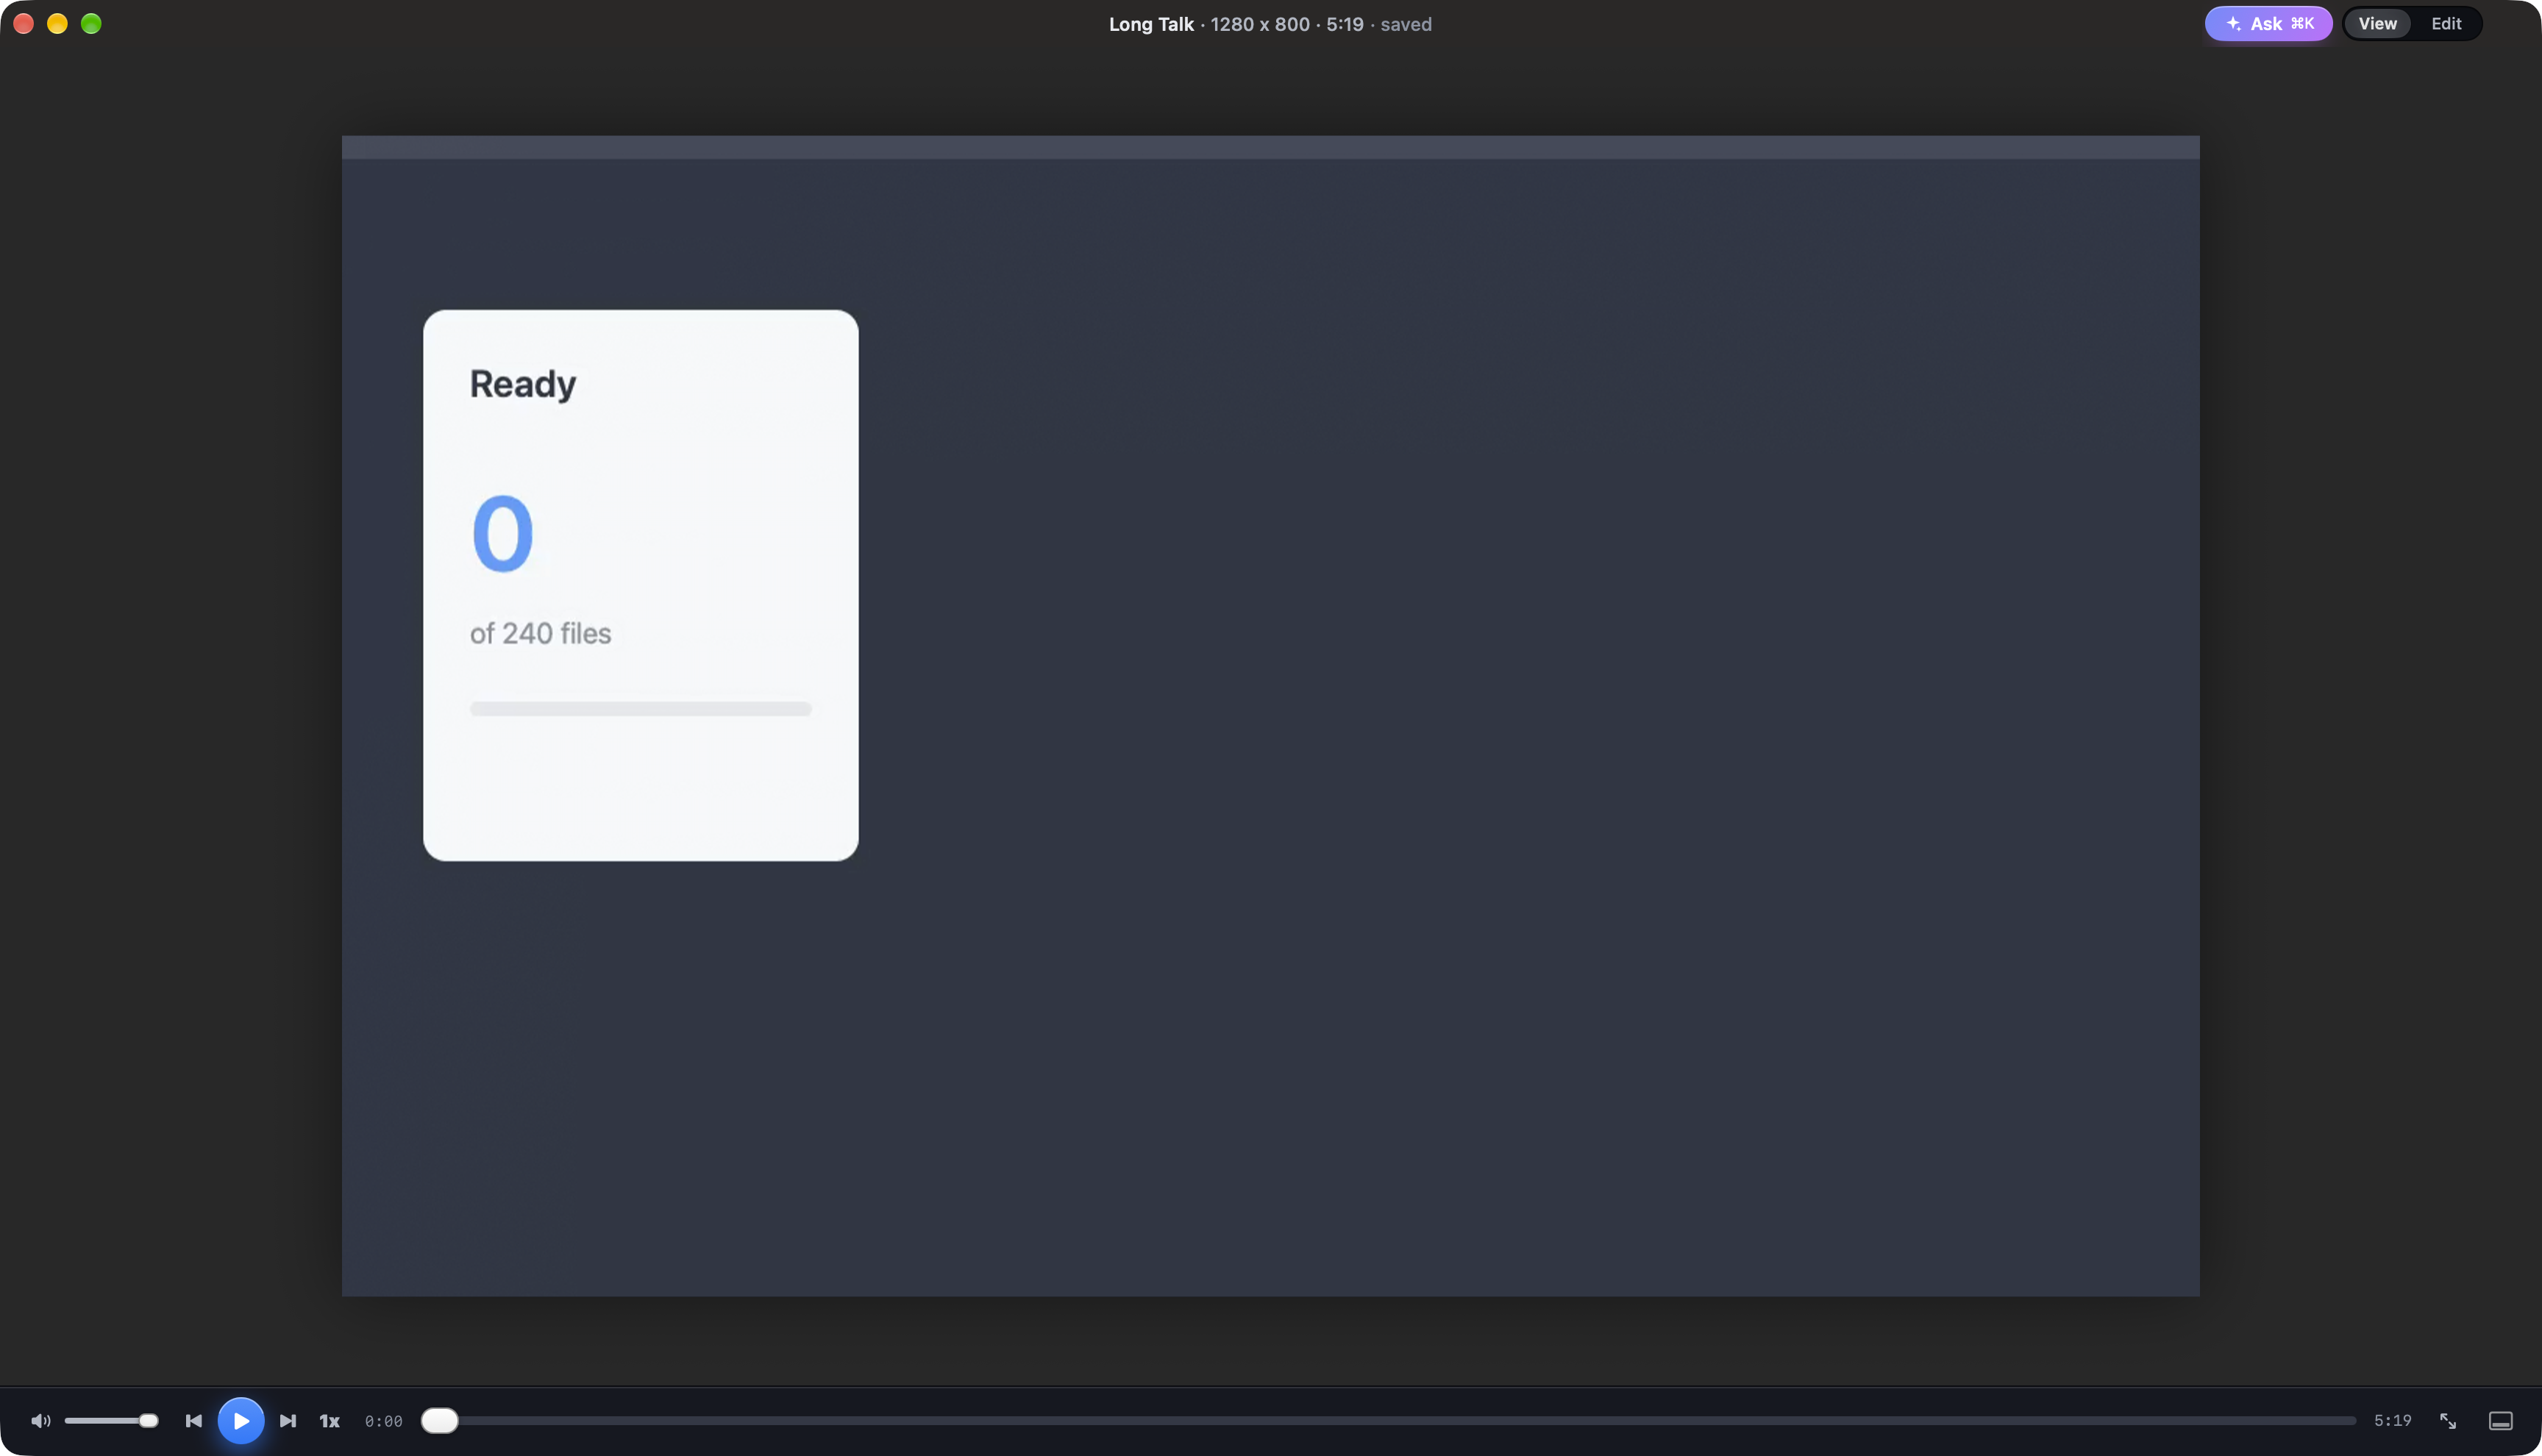 Long Talk · 1280 x 800 · 5:19 · saved
Ask ⌘K
View
Edit
Ready
0
of 240 files
1x
0:00
5:19